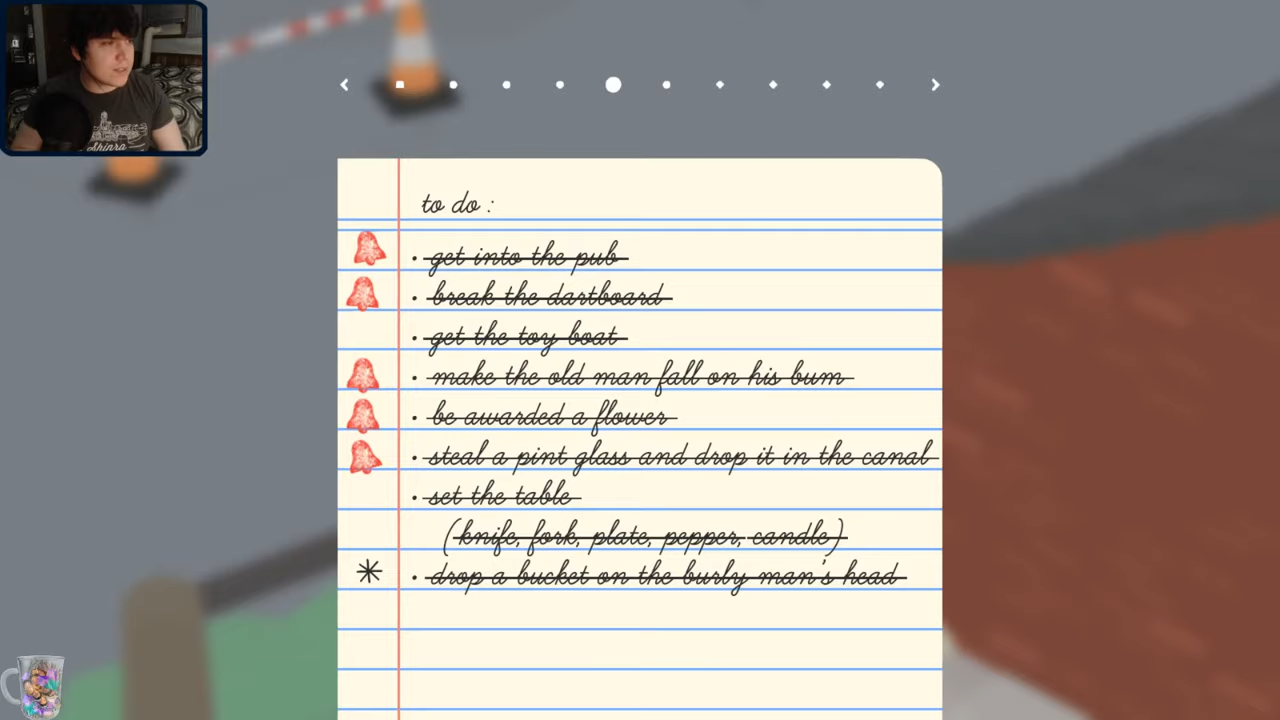 Shinra
to do :
• get into the pub
• break the dartboard
• get the toy boat
• make the old man fall on his bum
• be awarded a flower
• steal a pint glass and drop it in the canal
• set the table
(knife, fork, plate, pepper, candle)
• drop a bucket on the burly man's head